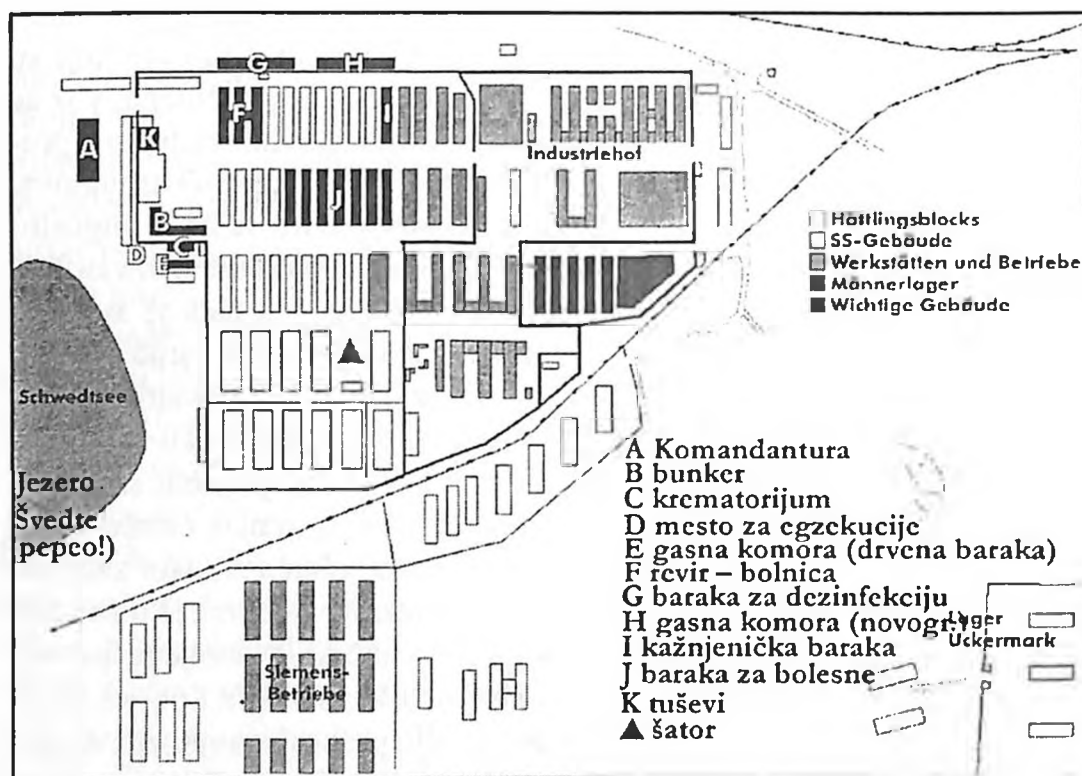 G H
F I
A K
Industriehof
J
B
C
D
E
Häftlingsblocks
SS-Gebäude
Werkstätten und Betriebe
Männerlager
Wichtige Gebäude
Schwedtsee
Jezero
Švedte
(pepeo!)
A Komandantura
B bunker
C krematorijum
D mesto za egzekucije
E gasna komora (drvena baraka)
F revir – bolnica
G baraka za dezinfekciju
H gasna komora (novogr.)
I kažnjenička baraka
J baraka za bolesne
K tuševi
▲ šator
Lager
Uckermark
Siemens-
Betriebe